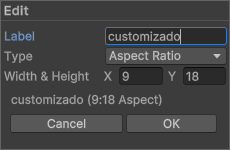 Edit
Label customizado
Type Aspect Ratio
Width & Height X 9 Y 18
customizado (9:18 Aspect)
Cancel OK